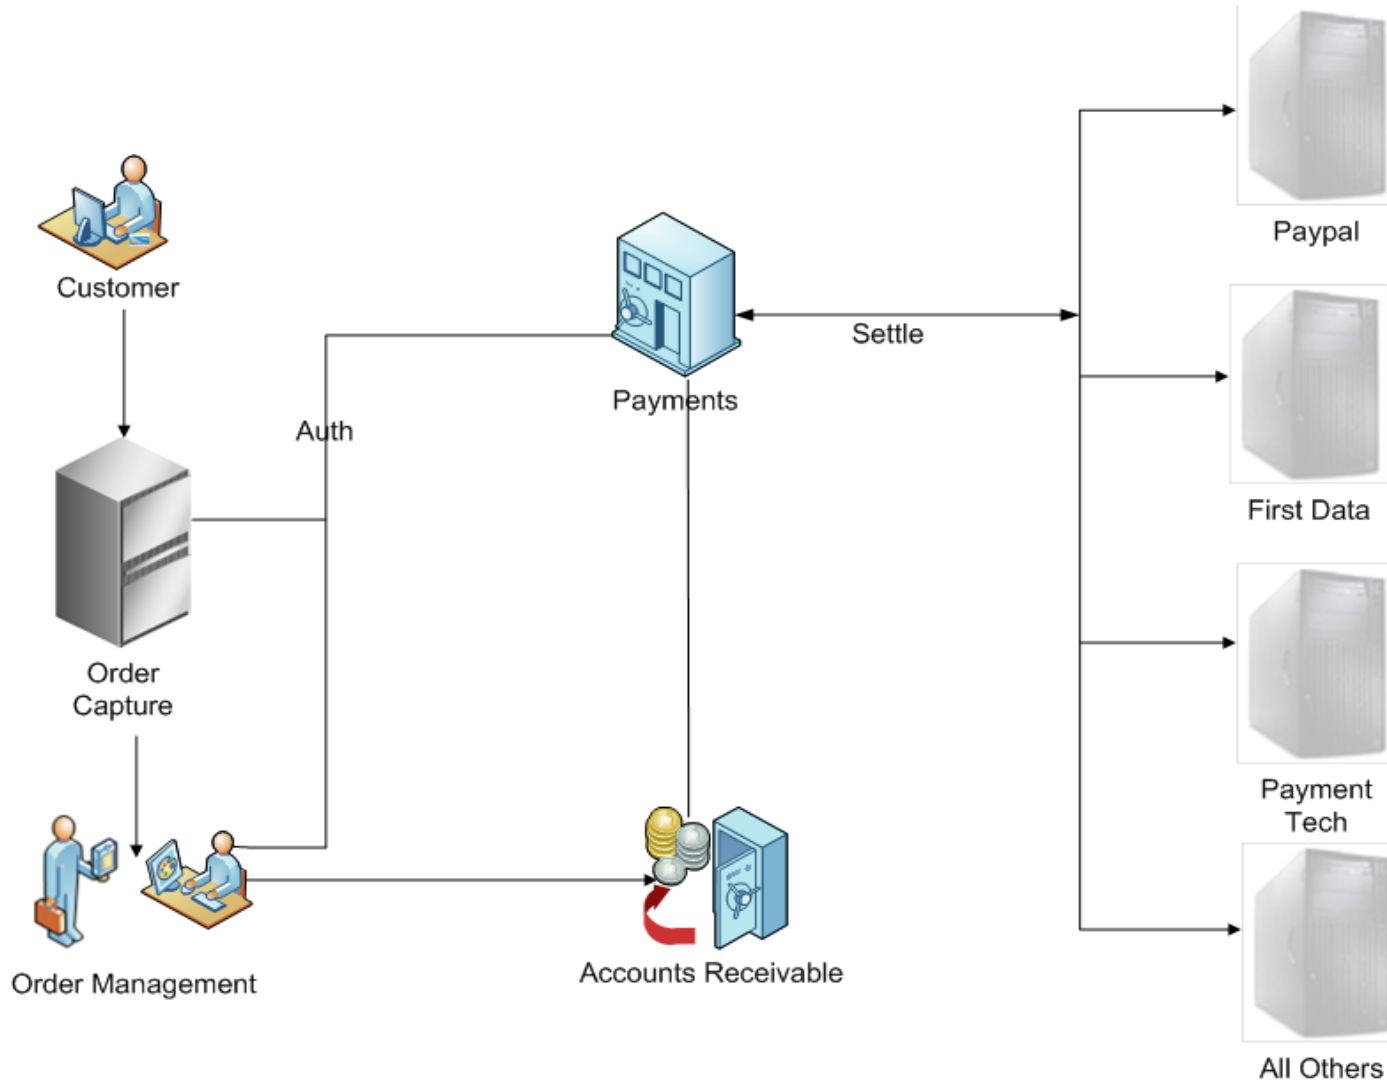 Paypal
Customer
Settle
Payments
Auth
First Data
Order
Capture
Payment
Tech
Accounts Receivable
Order Management
All Others